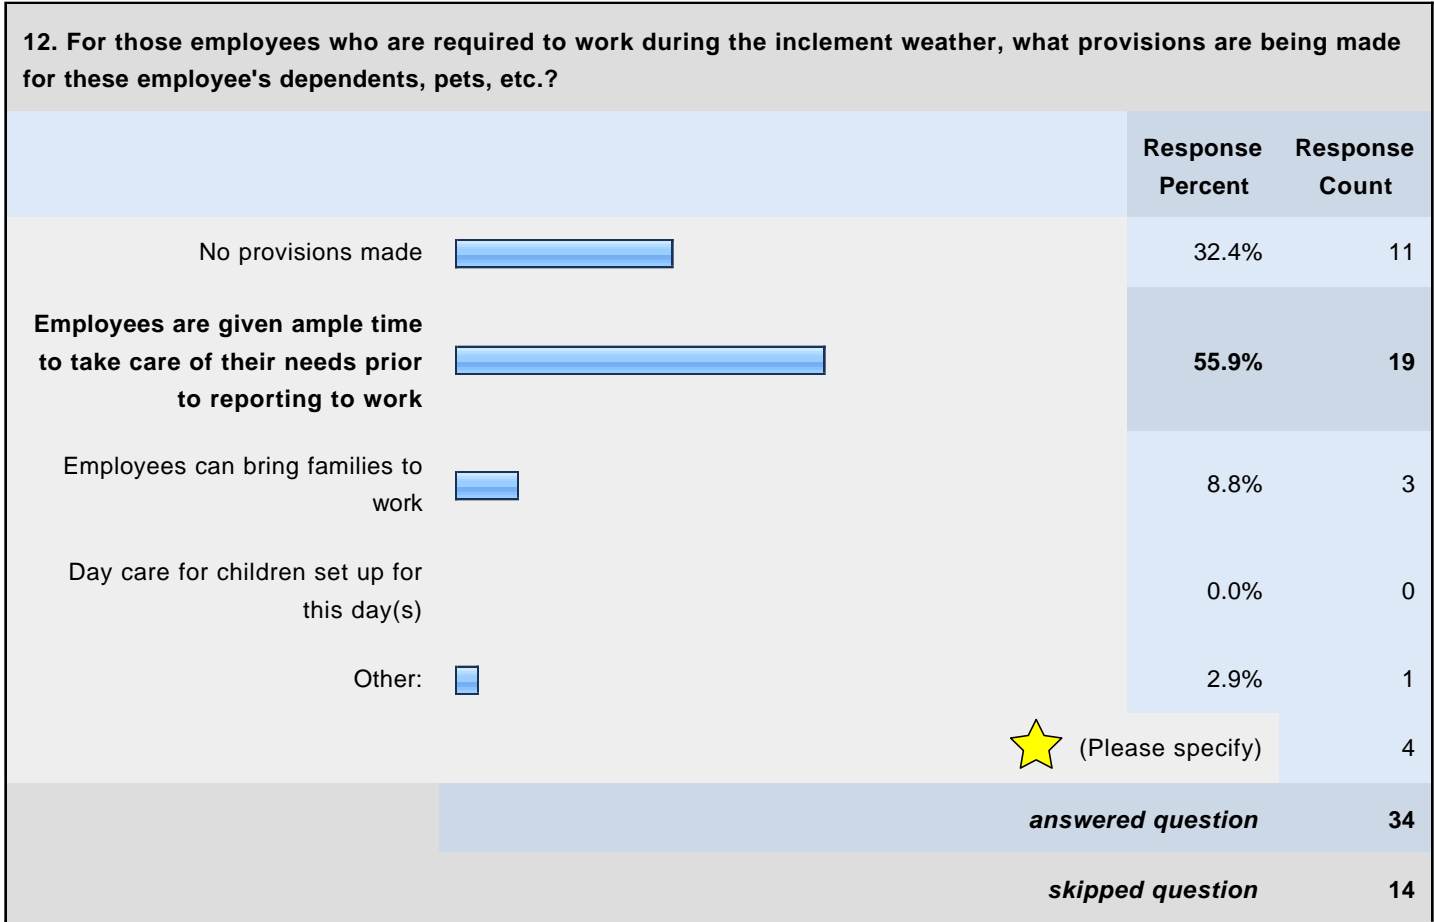 12. For those employees who are required to work during the inclement weather, what provisions are being made
for these employee's dependents, pets, etc.?
Response Percent
Response Count
No provisions made
32.4%
11
Employees are given ample time
to take care of their needs prior
to reporting to work
55.9%
19
Employees can bring families to
work
8.8%
3
Day care for children set up for
this day(s)
0.0%
0
Other:
2.9%
1
(Please specify)
4
answered question
34
skipped question
14